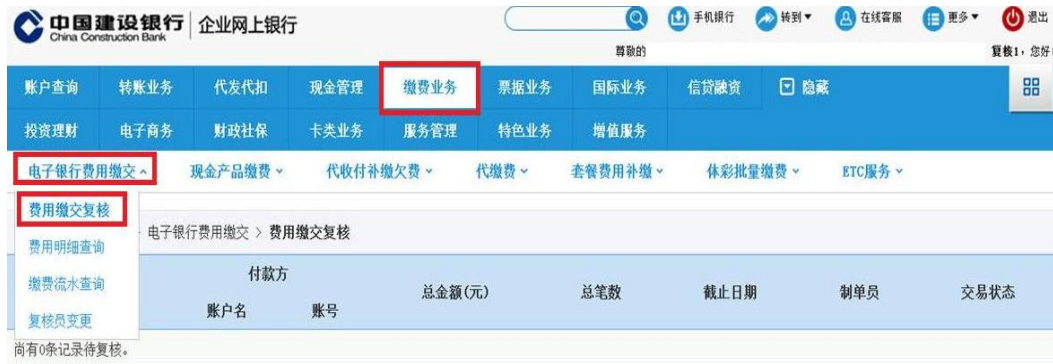 中国建设银行 企业网上银行 手机银行 转到 在线客服 更多 退出
China Construction Bank
尊敬的 复核1，您好
账户查询 转账业务 代发代扣 现金管理 缴费业务 票据业务 国际业务 信贷融资 隐藏
投资理财 电子商务 财政社保 卡类业务 服务管理 特色业务 增值服务
电子银行费用缴交 现金产品缴费 代收付补缴欠费 代缴费 套餐费用补缴 体彩批量缴费 ETC服务
费用缴交复核
电子银行费用缴交 > 费用缴交复核
费用明细查询
缴费流水查询
复核员变更
付款方
账户名 账号 总金额(元) 总笔数 截止日期 制单员 交易状态
尚有0条记录待复核。